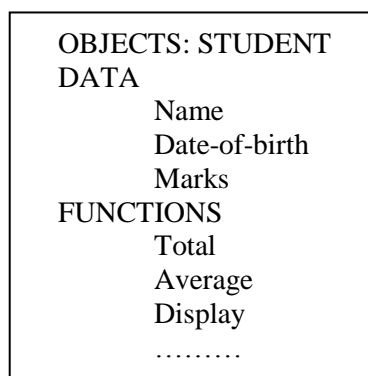 OBJECTS: STUDENT
DATA
Name
Date-of-birth
Marks
FUNCTIONS
Total
Average
Display
………